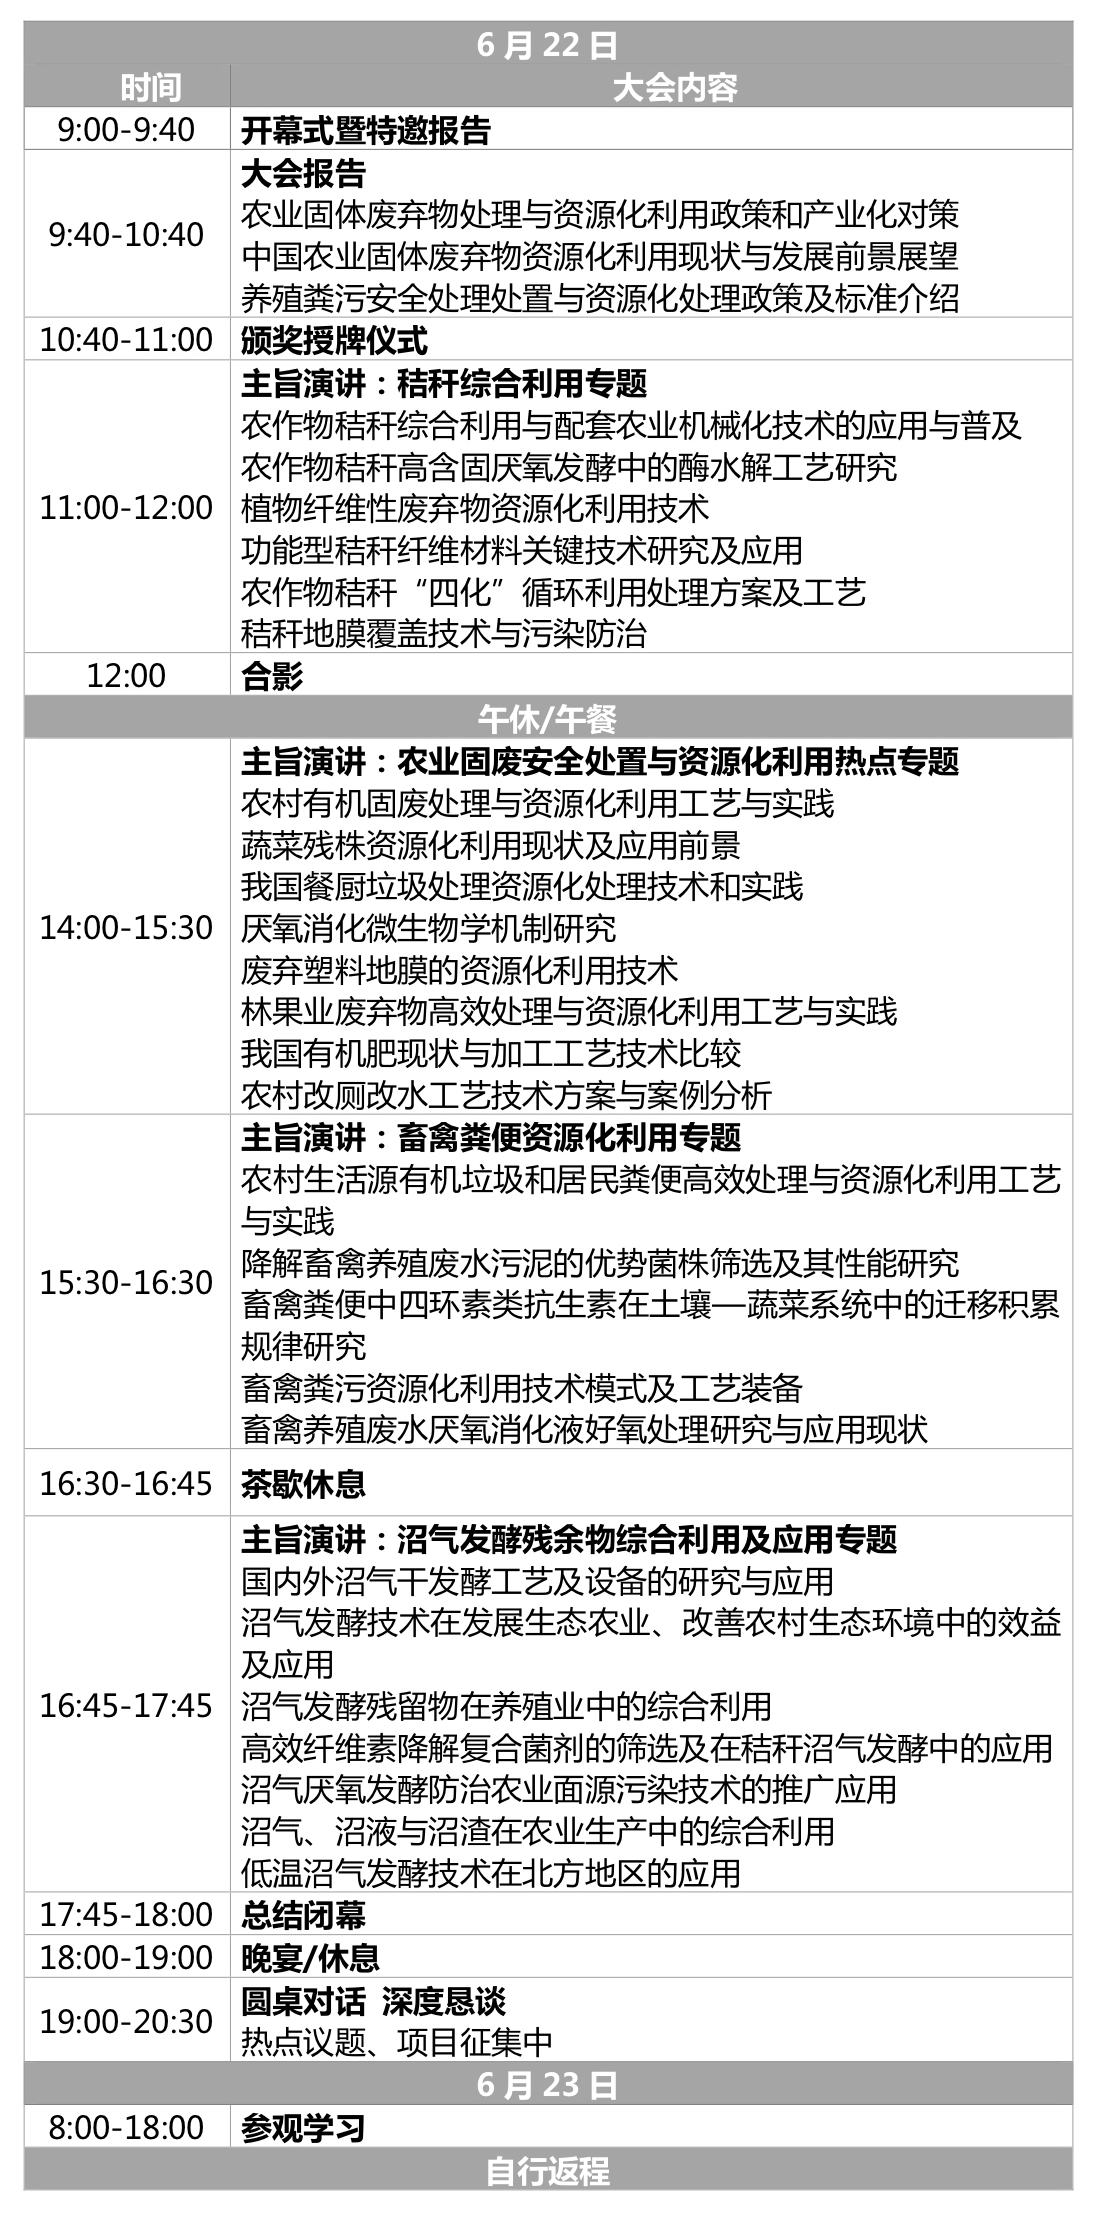 6 月 22 日
时间 大会内容
9:00-9:40 开幕式暨特邀报告
大会报告
农业固体废弃物处理与资源化利用政策和产业化对策
9:40-10:40
中国农业固体废弃物资源化利用现状与发展前景展望
养殖粪污安全处理处置与资源化处理政策及标准介绍
10:40-11:00 颁奖授牌仪式
主旨演讲：秸秆综合利用专题
农作物秸秆综合利用与配套农业机械化技术的应用与普及
农作物秸秆高含固厌氧发酵中的酶水解工艺研究
11:00-12:00 植物纤维性废弃物资源化利用技术
功能型秸秆纤维材料关键技术研究及应用
农作物秸秆“四化”循环利用处理方案及工艺
秸秆地膜覆盖技术与污染防治
12:00 合影
午休/午餐
主旨演讲：农业固废安全处置与资源化利用热点专题
农村有机固废处理与资源化利用工艺与实践
蔬菜残株资源化利用现状及应用前景
我国餐厨垃圾处理资源化处理技术和实践
14:00-15:30 厌氧消化微生物学机制研究
废弃塑料地膜的资源化利用技术
林果业废弃物高效处理与资源化利用工艺与实践
我国有机肥现状与加工工艺技术比较
农村改厕改水工艺技术方案与案例分析
主旨演讲：畜禽粪便资源化利用专题
农村生活源有机垃圾和居民粪便高效处理与资源化利用工艺
与实践
降解畜禽养殖废水污泥的优势菌株筛选及其性能研究
15:30-16:30
畜禽粪便中四环素类抗生素在土壤—蔬菜系统中的迁移积累
规律研究
畜禽粪污资源化利用技术模式及工艺装备
畜禽养殖废水厌氧消化液好氧处理研究与应用现状
16:30-16:45 茶歇休息
主旨演讲：沼气发酵残余物综合利用及应用专题
国内外沼气干发酵工艺及设备的研究与应用
沼气发酵技术在发展生态农业、改善农村生态环境中的效益
及应用
16:45-17:45 沼气发酵残留物在养殖业中的综合利用
高效纤维素降解复合菌剂的筛选及在秸秆沼气发酵中的应用
沼气厌氧发酵防治农业面源污染技术的推广应用
沼气、沼液与沼渣在农业生产中的综合利用
低温沼气发酵技术在北方地区的应用
17:45-18:00 总结闭幕
18:00-19:00 晚宴/休息
圆桌对话 深度恳谈
19:00-20:30
热点议题、项目征集中
6 月 23 日
8:00-18:00 参观学习
自行返程